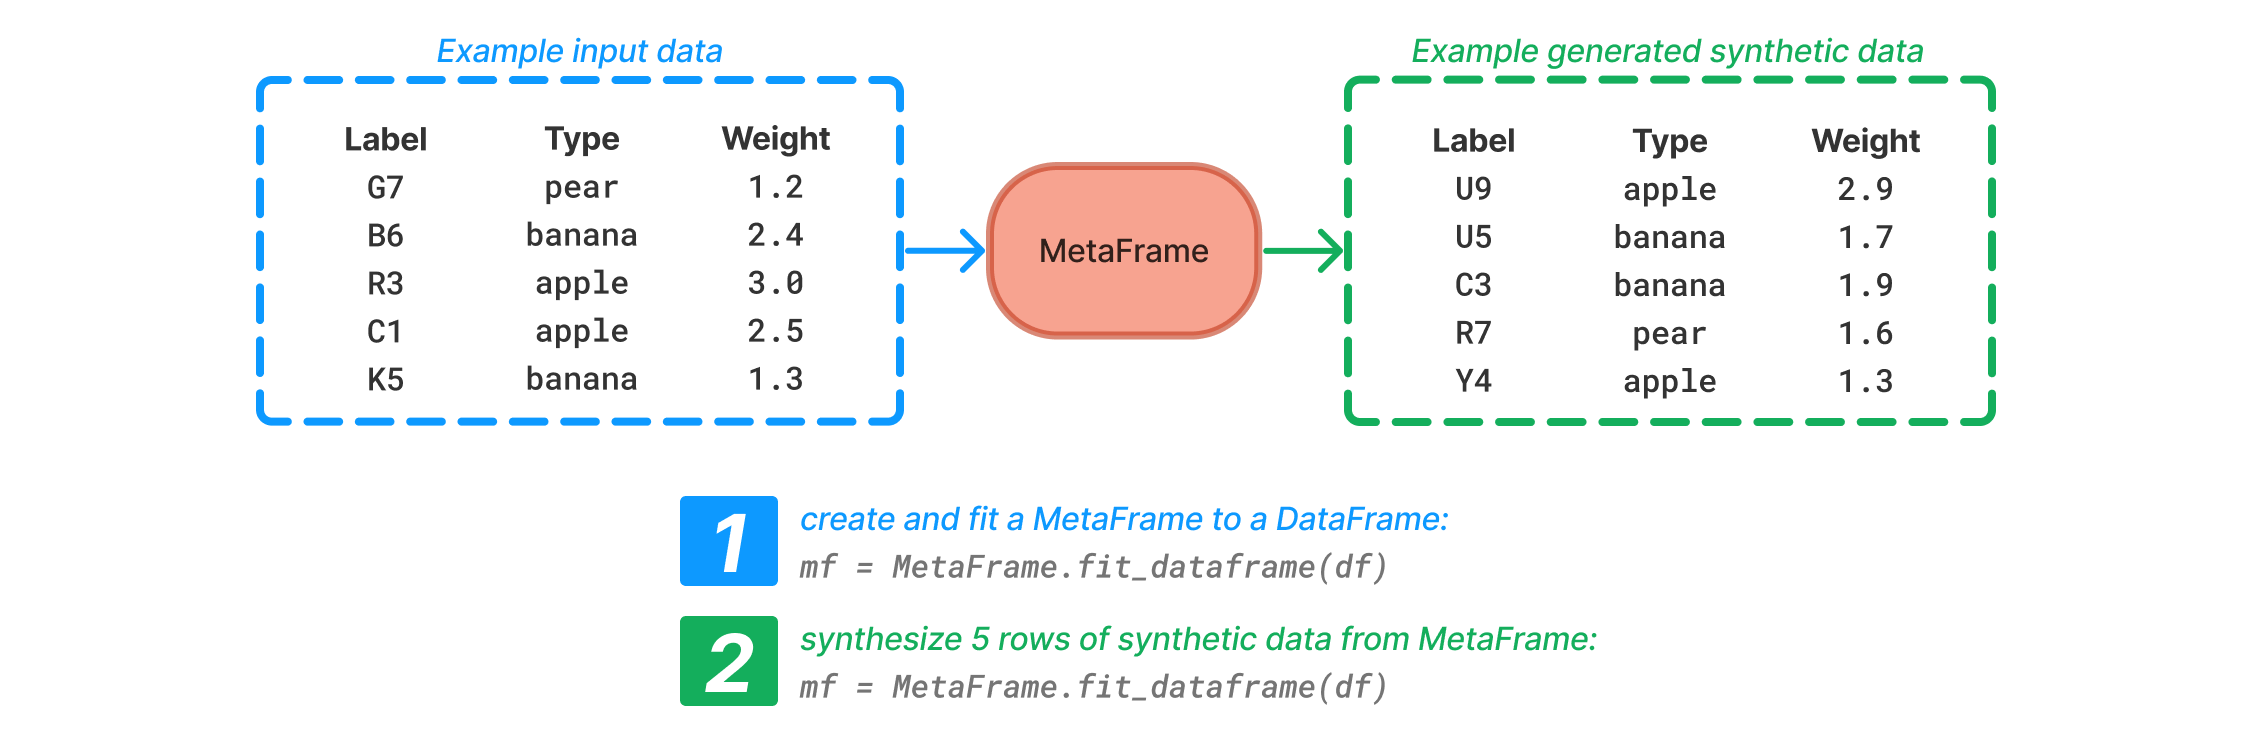 Example input data
Label Type Weight
G7 pear 1.2
B6 banana 2.4
R3 apple 3.0
C1 apple 2.5
K5 banana 1.3
MetaFrame
Example generated synthetic data
Label Type Weight
U9 apple 2.9
U5 banana 1.7
C3 banana 1.9
R7 pear 1.6
Y4 apple 1.3
1
create and fit a MetaFrame to a DataFrame:
mf = MetaFrame.fit_dataframe(df)
2
synthesize 5 rows of synthetic data from MetaFrame:
mf = MetaFrame.fit_dataframe(df)